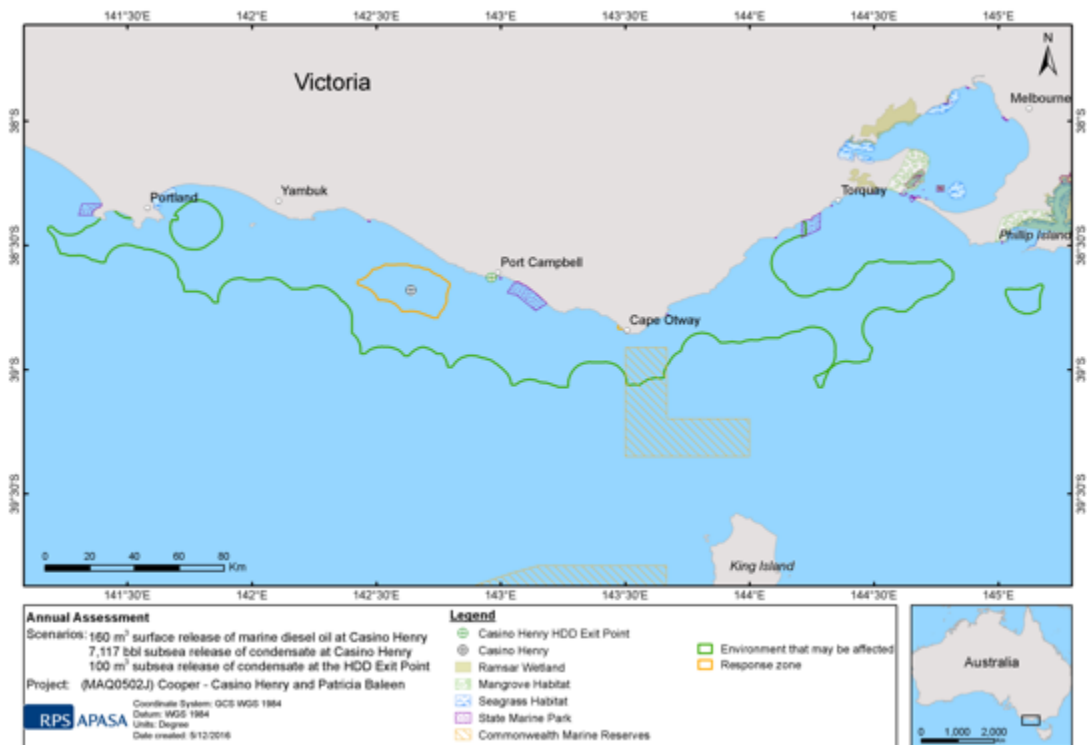 141°30'E 142°E 142°30'E 143°E 143°30'E 144°E 144°30'E 145°E
N
Victoria
Melbourne
38°S 38°S
Portland
Yambuk
Torquay
Phillip Island
38°30'S 38°30'S
Port Campbell
Cape Otway
39°S 39°S
39°30'S 39°30'S
King Island
0 20 40 60 80
Km
141°30'E 142°E 142°30'E 143°E 143°30'E 144°E 144°30'E 145°E
Annual Assessment
Scenarios: 160 m³ surface release of marine diesel oil at Casino Henry
7,117 bbl subsea release of condensate at Casino Henry
100 m³ subsea release of condensate at the HDD Exit Point
Project: (MAQ0502J) Cooper - Casino Henry and Patricia Baleen
RPS APASA
Coordinate System: GCS WGS 1984
Datum: WGS 1984
Units: Degree
Date created: 5/12/2016
Legend
Casino Henry HDD Exit Point
Casino Henry
Ramsar Wetland
Mangrove Habitat
Seagrass Habitat
State Marine Park
Commonwealth Marine Reserves
Environment that may be affected
Response zone
Australia
0 1,000 2,000
Km